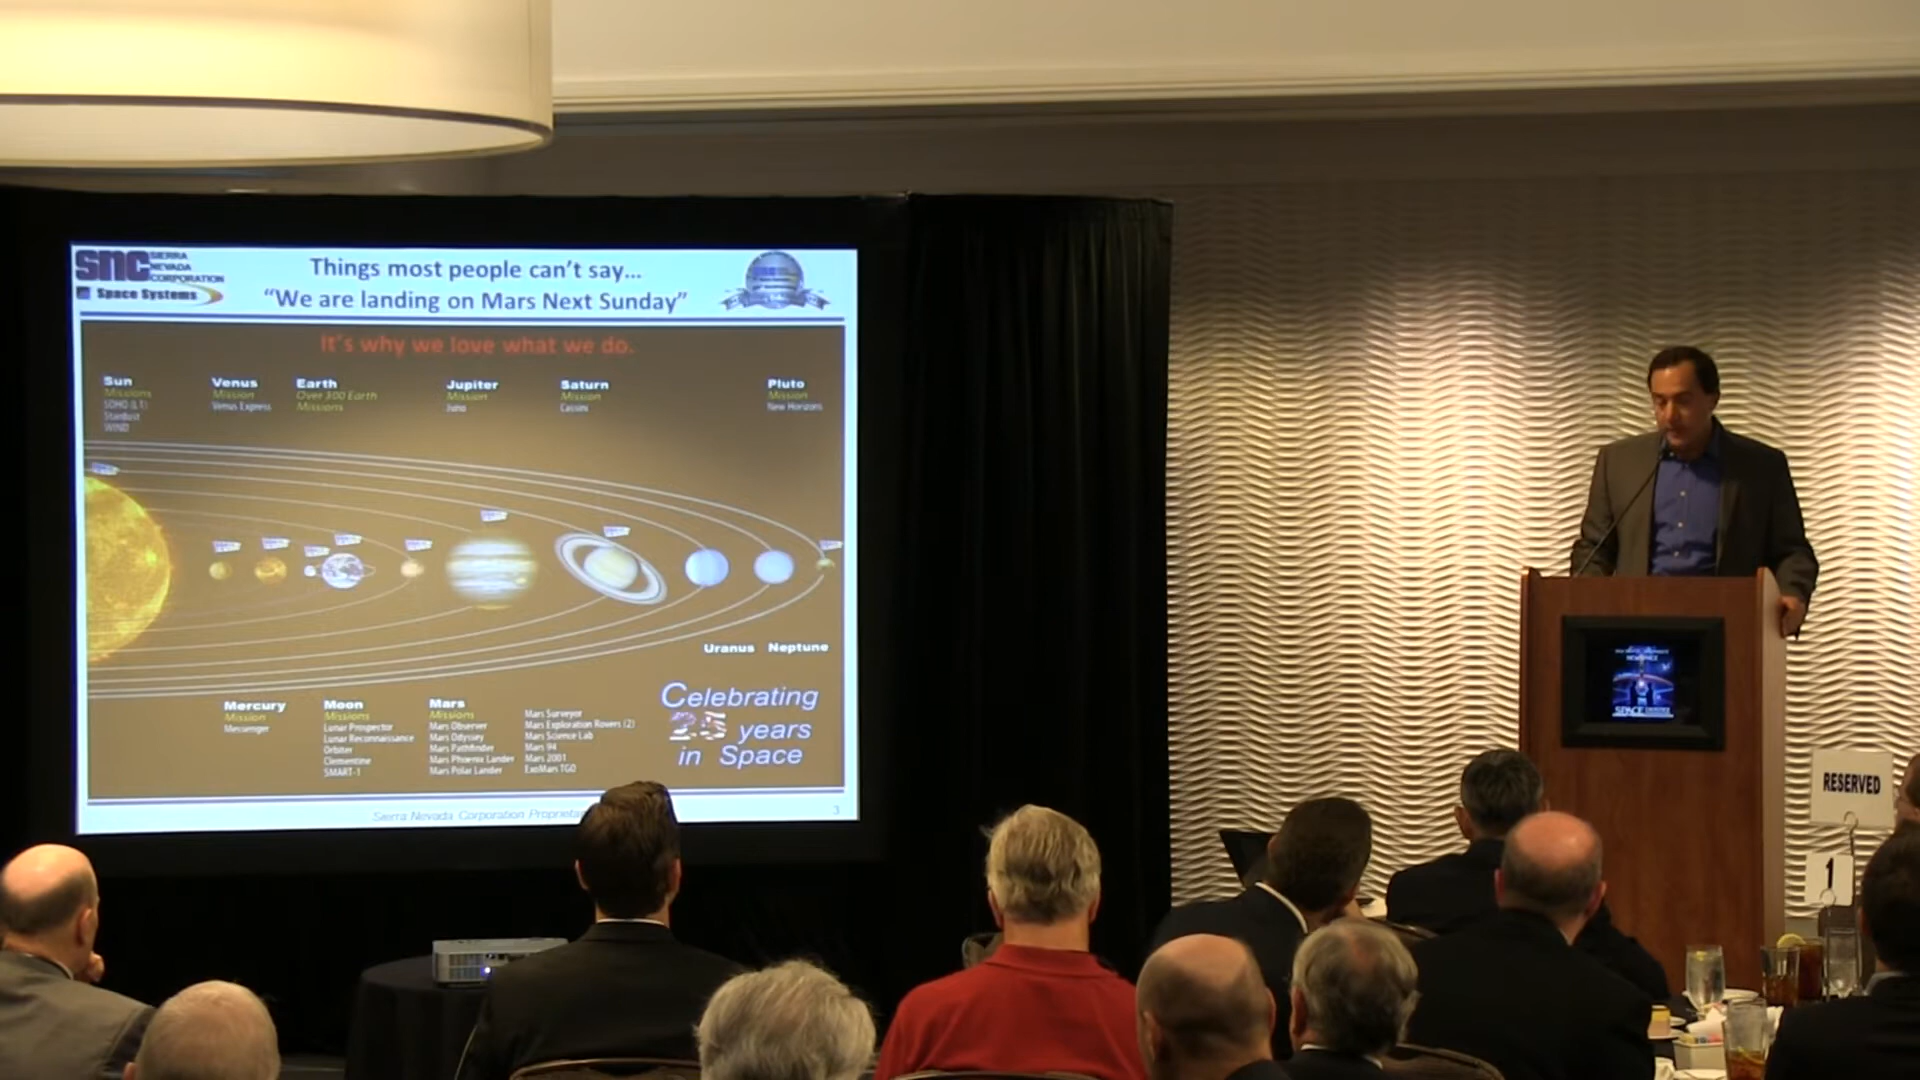 snc SIERRA
NEVADA
CORPORATION
Space Systems
Things most people can't say...
"We are landing on Mars Next Sunday"
It's why we love what we do.
Sun
Missions
SOHO (L1)
Stardust
WIND
Venus
Mission
Venus Express
Earth
Over 300 Earth
Missions
Jupiter
Mission
Juno
Saturn
Mission
Cassini
Pluto
Mission
New Horizons
Uranus Neptune
Mercury
Mission
Messenger
Moon
Missions
Lunar Prospector
Lunar Reconnaissance
Orbiter
Clementine
SMART-1
Mars
Missions
Mars Observer
Mars Odyssey
Mars Pathfinder
Mars Phoenix Lander
Mars Polar Lander
Mars Surveyor
Mars Exploration Rovers (2)
Mars Science Lab
Mars 94
Mars 2001
ExoMars TGO
Celebrating
25 years
in Space
Sierra Nevada Corporation
3
SPACE
RESERVED
1